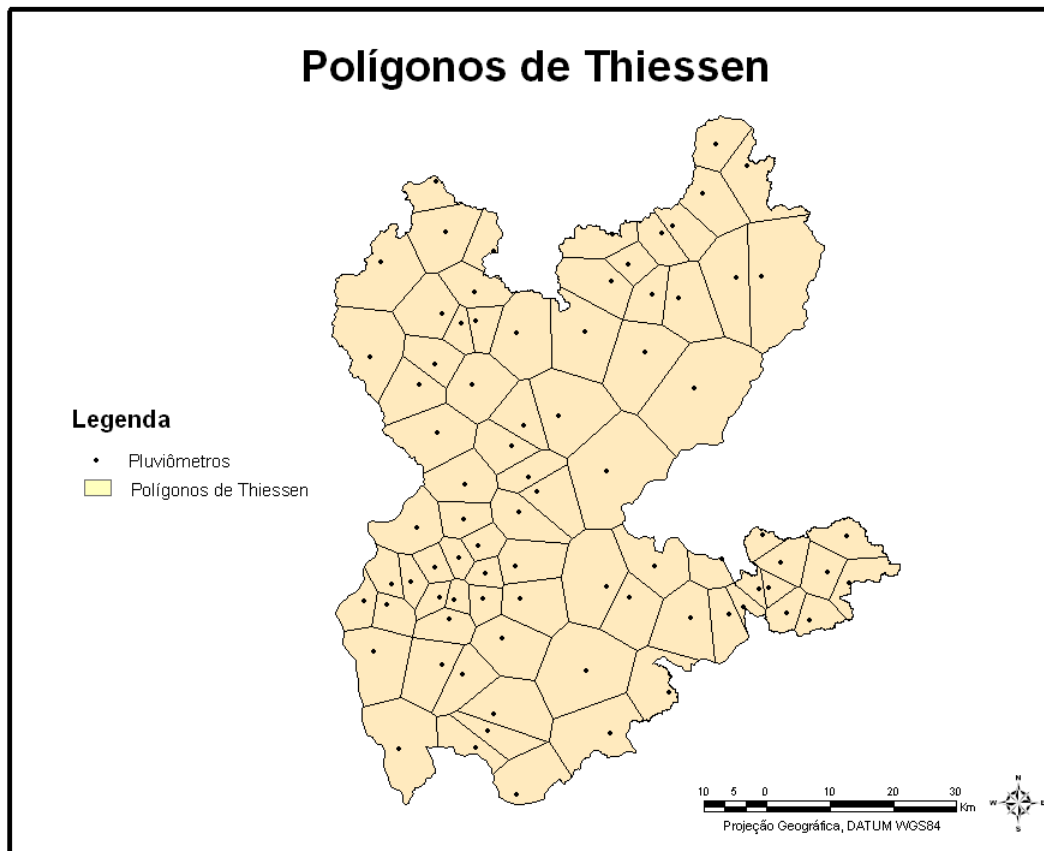 Polígonos de Thiessen
Legenda
Pluviômetros
Polígonos de Thiessen
10 5 0 10 20 30
Km
Projeção Geográfica, DATUM WGS84
N
W E
S